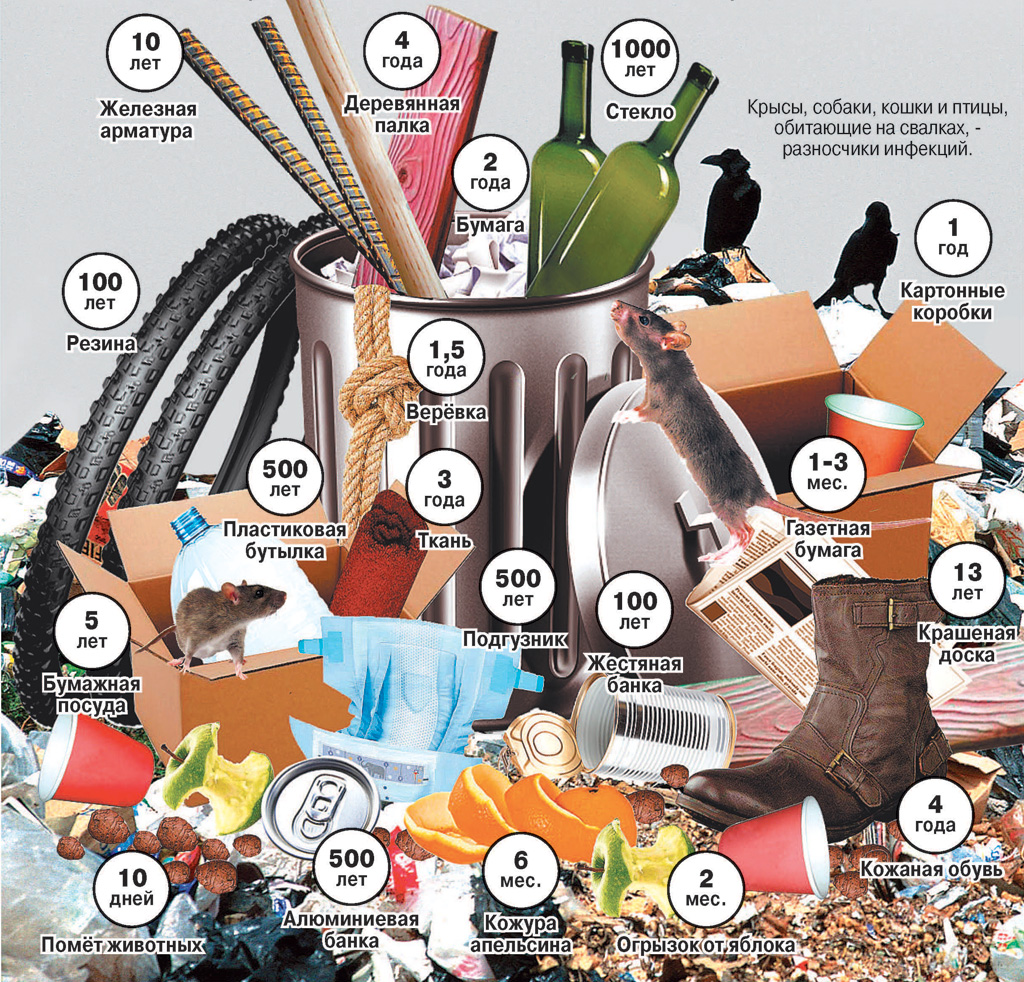 10
лет
Железная
арматура
4
года
Деревянная
палка
1000
лет
Стекло
Крысы, собаки, кошки и птицы,
обитающие на свалках, -
разносчики инфекций.
2
года
Бумага
1
год
Картонные
коробки
100
лет
Резина
1,5
года
Верёвка
500
лет
Пластиковая
бутылка
3
года
Ткань
1-3
мес.
Газетная
бумага
500
лет
Подгузник
100
лет
Жестяная
банка
13
лет
Крашеная
доска
5
лет
Бумажная
посуда
4
года
Кожаная обувь
10
дней
Помёт животных
500
лет
Алюминиевая
банка
6
мес.
Кожура
апельсина
2
мес.
Огрызок от яблока